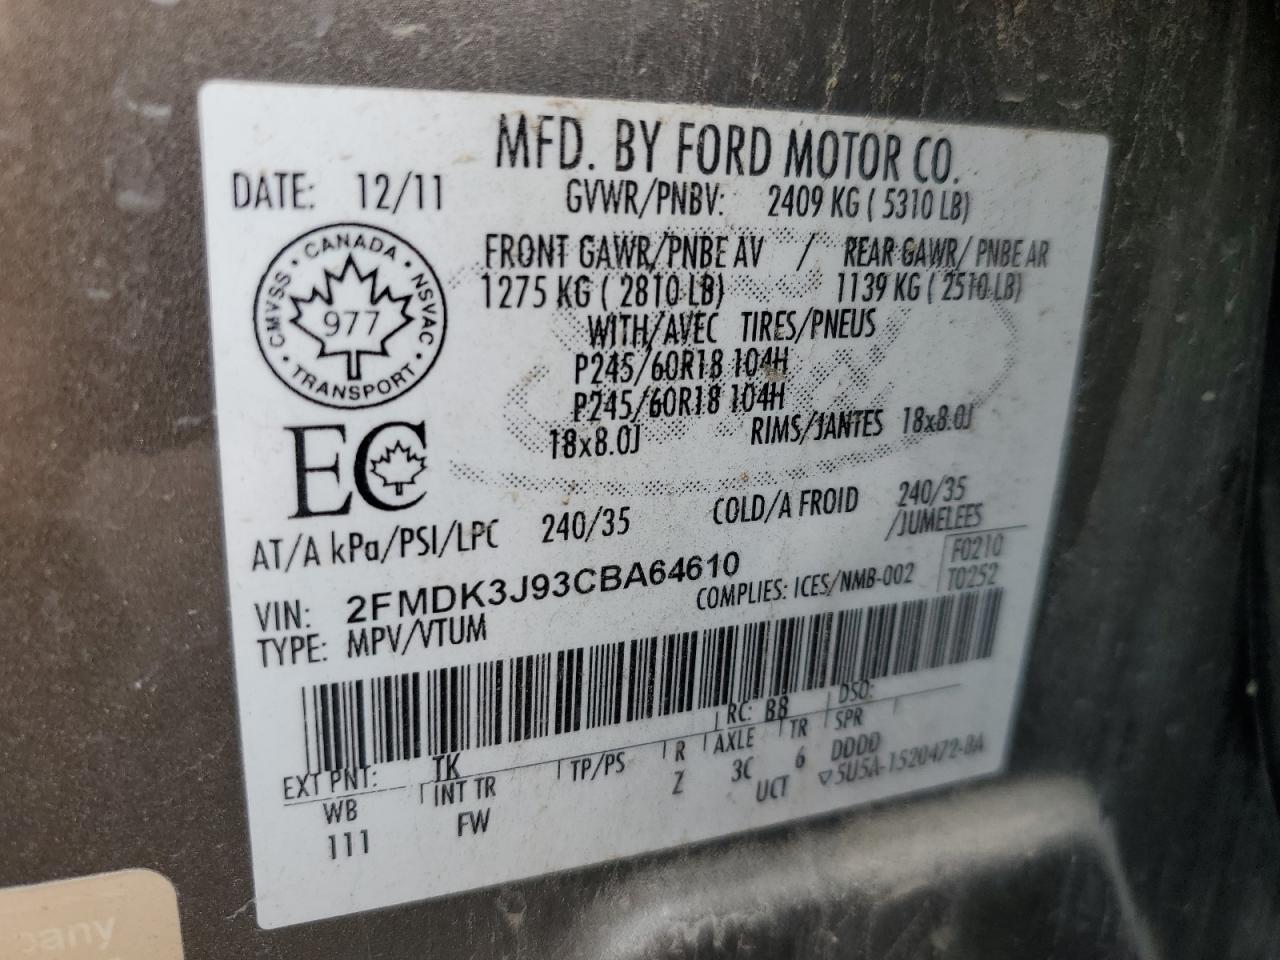 MFD. BY FORD MOTOR CO.
DATE: 12/11 GVWR/PNBV: 2409 KG ( 5310 LB)
CMVSS • CANADA • NSVAC • TRANSPORT •
977
FRONT GAWR/PNBE AV / REAR GAWR/ PNBE AR
1275 KG ( 2810 LB) 1139 KG ( 2510 LB)
WITH/AVEC TIRES/PNEUS
P245/60R18 104H
P245/60R18 104H
18x8.0J RIMS/JANTES 18x8.0J
EC
AT/A kPa/PSI/LPC 240/35 COLD/A FROID 240/35
/JUMELEES
VIN: 2FMDK3J93CBA64610
F0210
TYPE: MPV/VTUM COMPLIES: ICES/NMB-002 T0252
RC: B8 DSO:
EXT PNT: TK TP/PS R AXLE TR SPR
WB INT TR Z 3C 6 DDDD
111 FW UCT ▽5U5A-1520472-BA
any